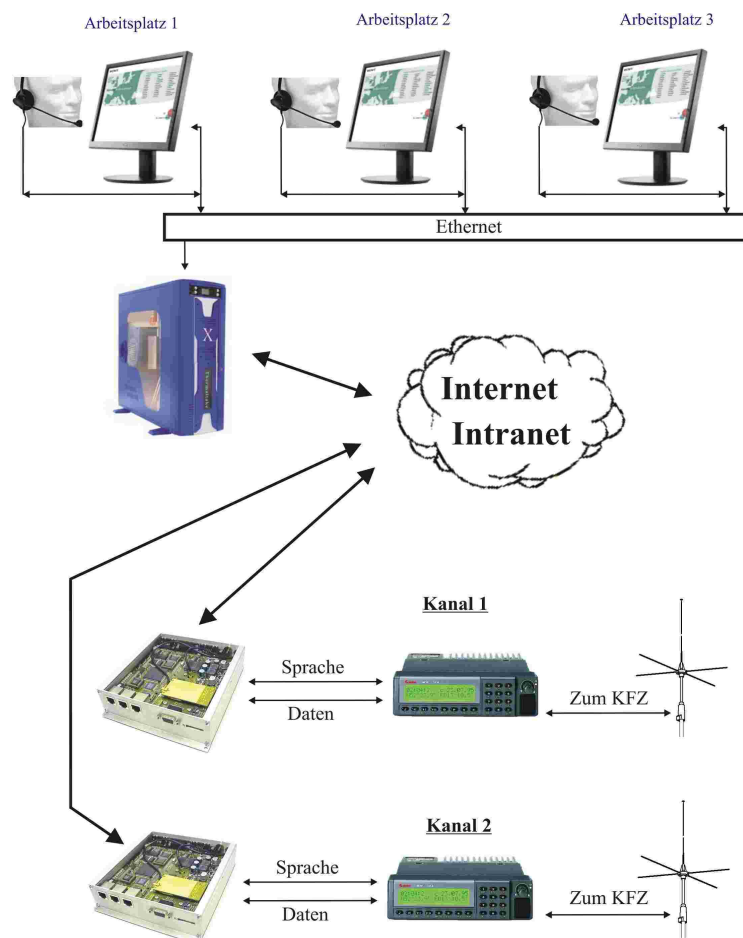 Arbeitsplatz 1
Arbeitsplatz 2
Arbeitsplatz 3
Ethernet
X
Internet
Intranet
Kanal 1
Sprache
Daten
Zum KFZ
Kanal 2
Sprache
Daten
Zum KFZ